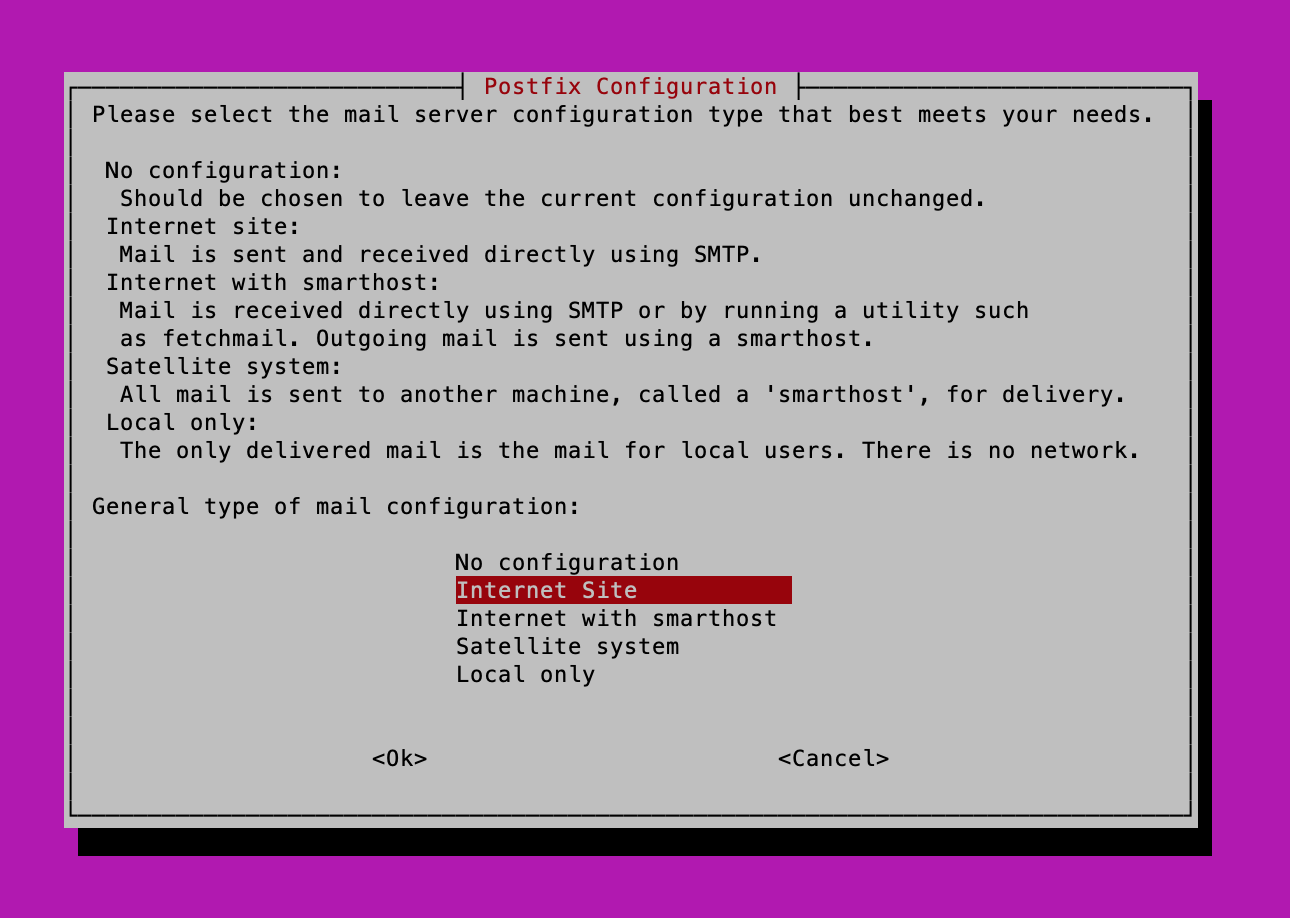 Postfix Configuration
Please select the mail server configuration type that best meets your needs.
No configuration:
Should be chosen to leave the current configuration unchanged.
Internet site:
Mail is sent and received directly using SMTP.
Internet with smarthost:
Mail is received directly using SMTP or by running a utility such
as fetchmail. Outgoing mail is sent using a smarthost.
Satellite system:
All mail is sent to another machine, called a 'smarthost', for delivery.
Local only:
The only delivered mail is the mail for local users. There is no network.
General type of mail configuration:
No configuration
Internet Site
Internet with smarthost
Satellite system
Local only
<Ok> <Cancel>